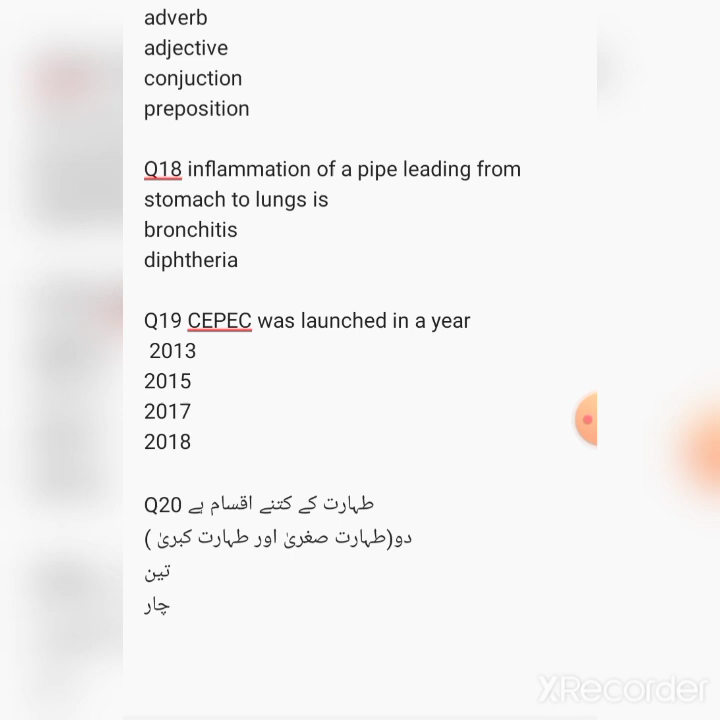 adverb
adjective
conjuction
preposition
Q18 inflammation of a pipe leading from
stomach to lungs is
bronchitis
diphtheria
Q19 CEPEC was launched in a year
2013
2015
2017
2018
Q20 طہارت کے کتنے اقسام ہے
دو(طہارت صغریٰ اور طہارت کبریٰ )
تین
چار
XRecorder